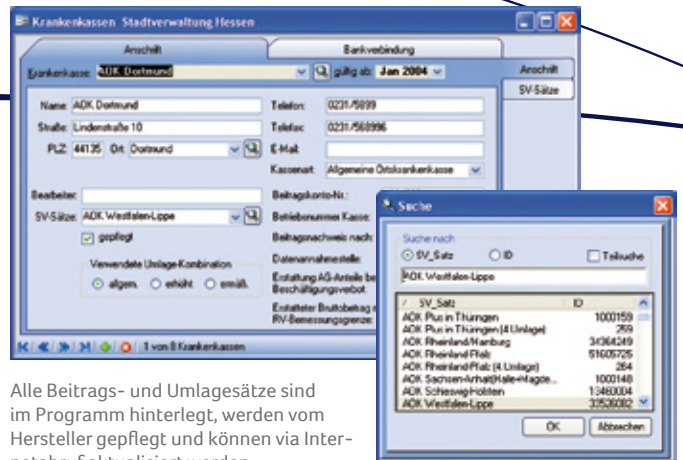 Krankenkassen Stadtverwaltung Hessen
Anschrift Bankverbindung
Krankenkasse: AOK Dortmund gültig ab: Jan 2004
Anschrift
SV-Sätze
Name: AOK Dortmund
Straße: Lindenstraße 10
PLZ: 44135 Ort: Dortmund
Telefon: 0231/5899
Telefax: 0231/568996
E-Mail:
Kassenart: Allgemeine Ortskrankenkasse
Bearbeiter:
SV-Sätze: AOK Westfalen-Lippe
gepflegt
Verwendete Umlage-Kombination
allgem. erhöht ermäß.
Beitragskonto-Nr.:
Betriebsnummer Kasse:
Beitragsnachweis nach:
Datenannahmestelle:
Erstattung AG-Anteile be
Beschäftigungsverbot:
Erstatteter Bruttobetrag
RV-Bemessungsgrenze:
1 von 8 Krankenkassen
Suche
Suche nach
SV_Satz ID Teilsuche
AOK Westfalen-Lippe
/ SV_Satz ID
AOK Plus in Thüringen 1000159
AOK Plus in Thüringen (4 Umlage) 259
AOK Rheinland/Hamburg 34364249
AOK Rheinland-Pfalz 51605725
AOK Rheinland-Pfalz (4 Umlage) 264
AOK Sachsen-Anhalt(Halle+Magde... 1000148
AOK Schleswig-Holstein 13460004
AOK Westfalen-Lippe 33526082
OK Abbrechen
Alle Beitrags- und Umlagesätze sind
im Programm hinterlegt, werden vom
Hersteller gepflegt und können via Inter-
netabruf aktualisiert werden